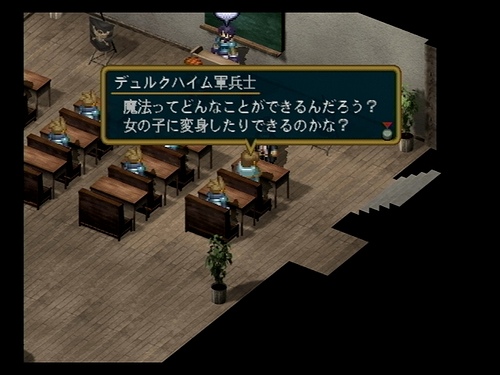 デュルクハイム軍兵士
魔法ってどんなことができるんだろう？
女の子に変身したりできるのかな？